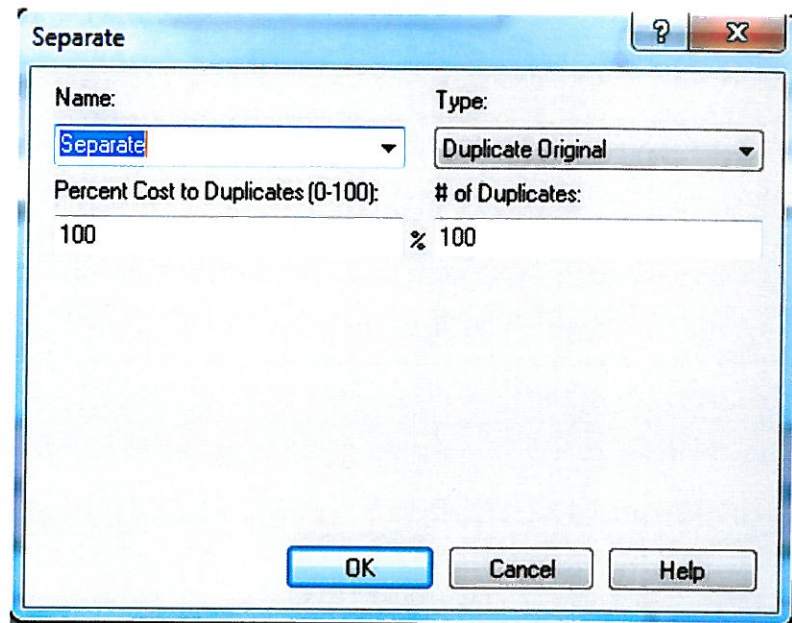 Separate
Name:
Type:
Separate
Duplicate Original
Percent Cost to Duplicates (0-100):
# of Duplicates:
100
% 100
OK
Cancel
Help